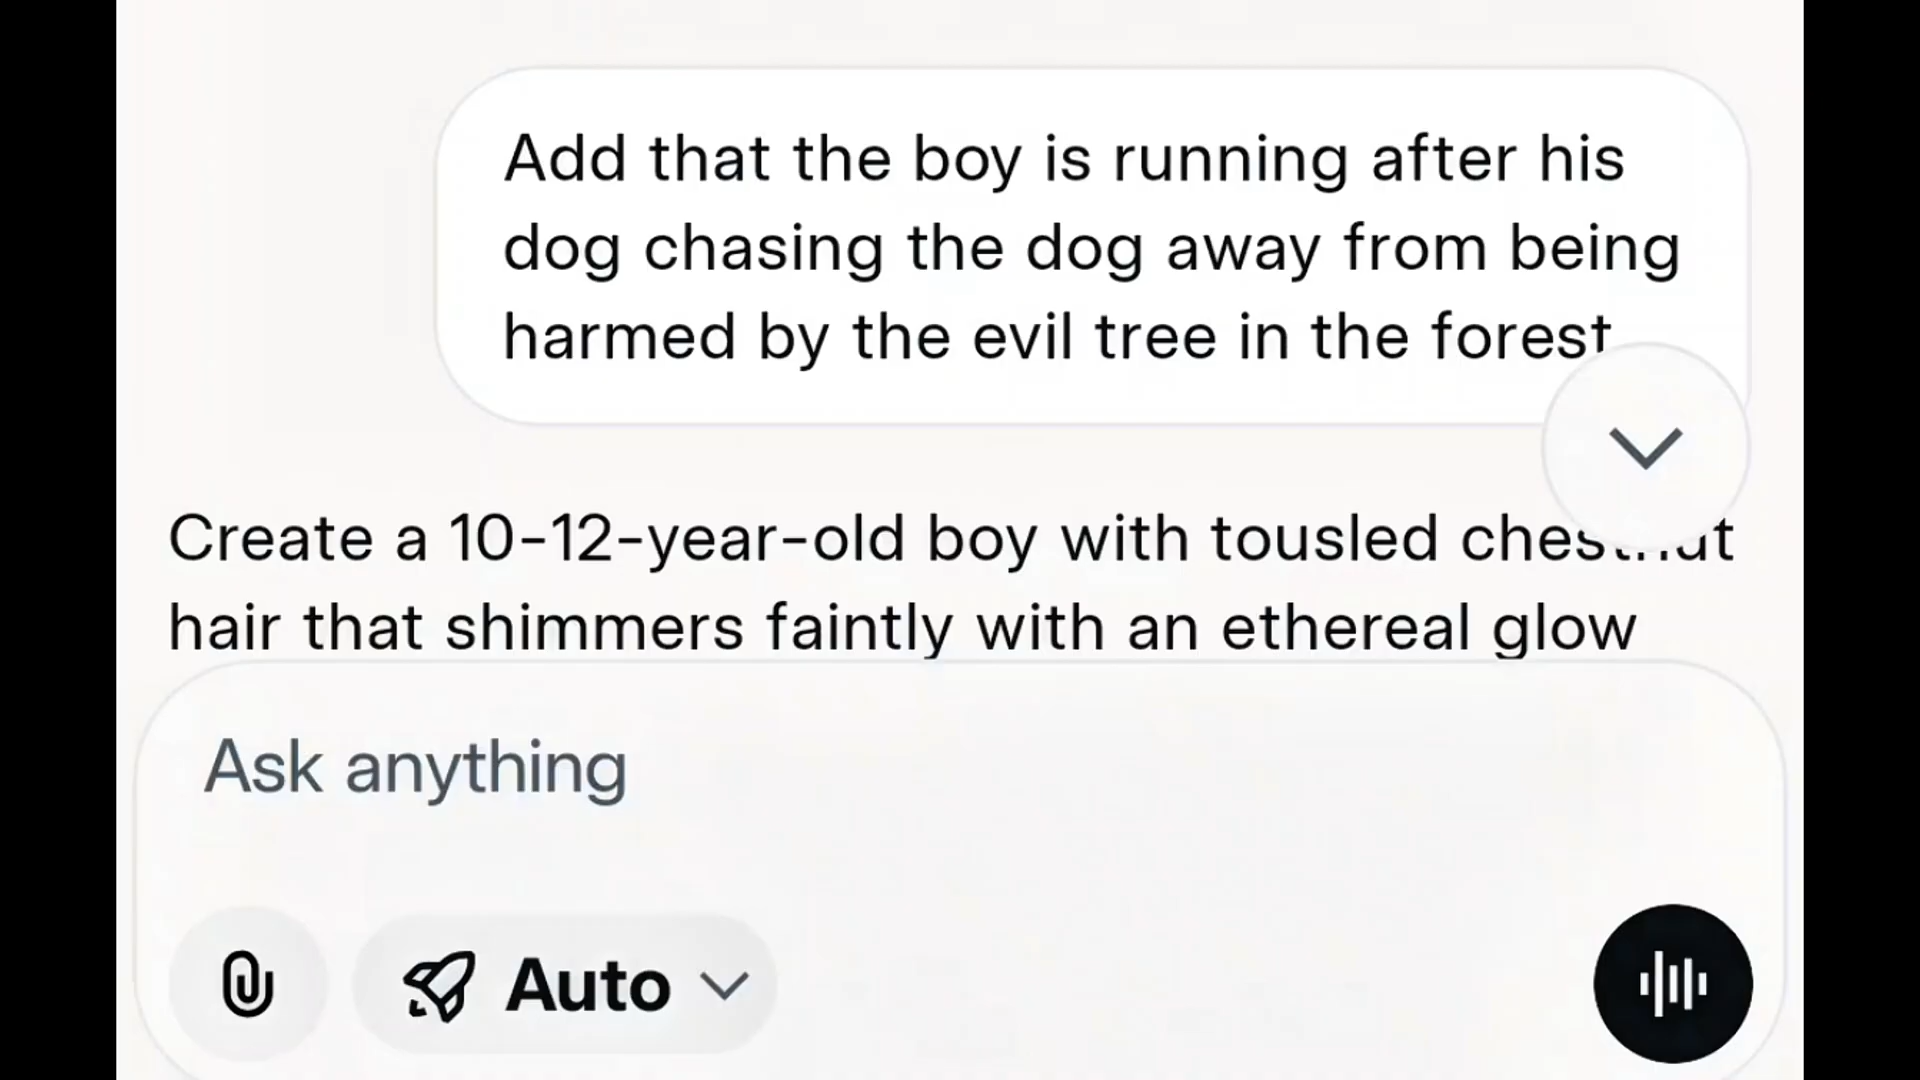 Add that the boy is running after his
dog chasing the dog away from being
harmed by the evil tree in the forest
Create a 10-12-year-old boy with tousled chestnut
hair that shimmers faintly with an ethereal glow
Ask anything
Auto